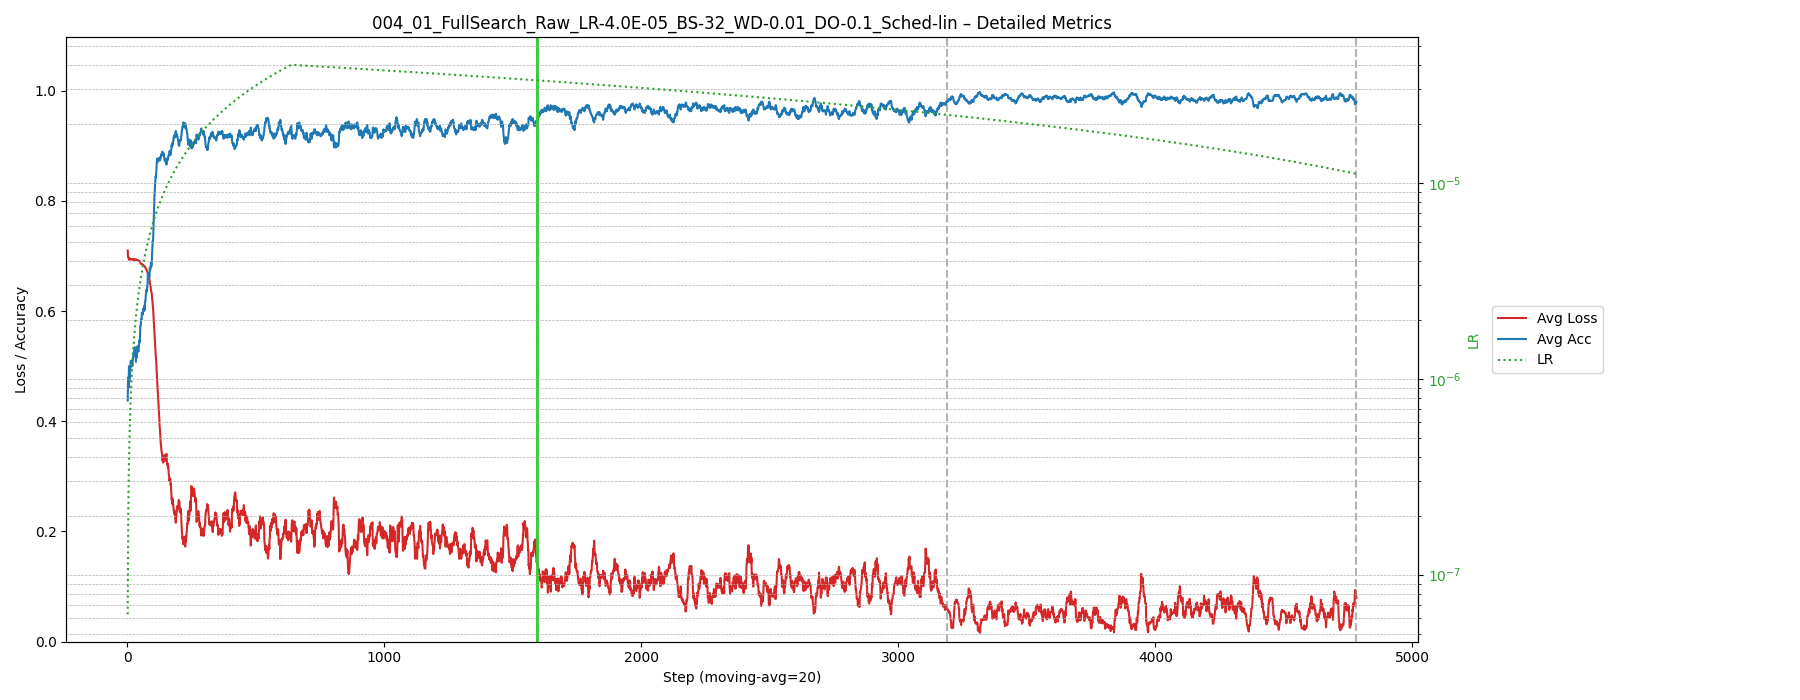 004_01_FullSearch_Raw_LR-4.0E-05_BS-32_WD-0.01_DO-0.1_Sched-lin – Detailed Metrics
Loss / Accuracy
1.0
0.8
0.6
0.4
0.2
0.0
0
1000
2000
3000
4000
5000
Step (moving-avg=20)
10⁻⁵
10⁻⁶
10⁻⁷
LR
Avg Loss
Avg Acc
LR